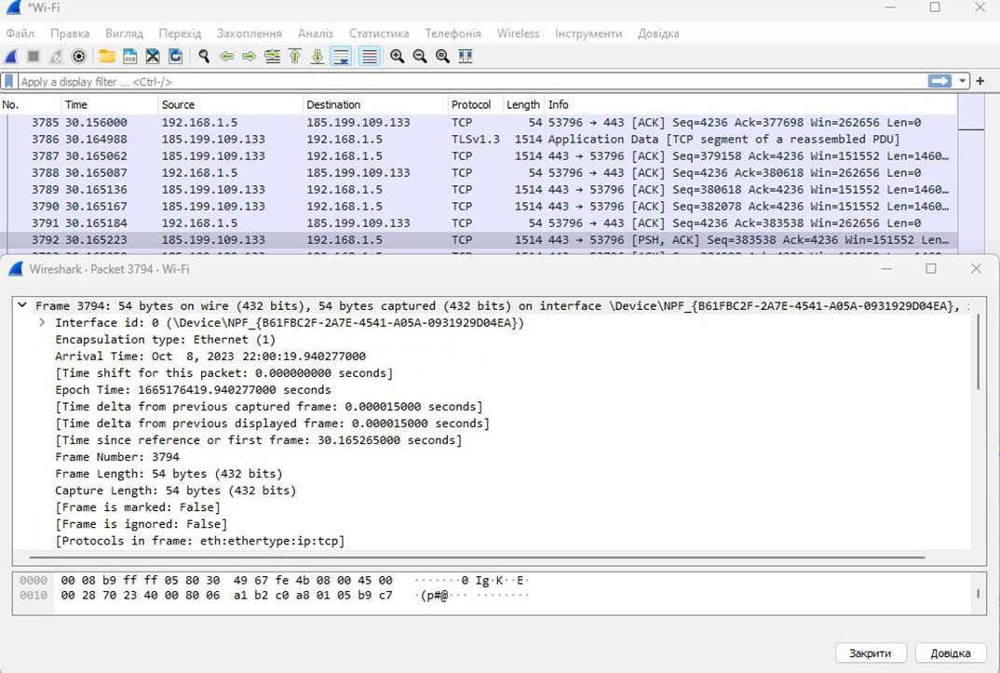 *Wi-Fi
Файл Правка Вигляд Перехід Захоплення Аналіз Статистика Телефонія Wireless Інструменти Довідка
Apply a display filter ... <Ctrl-/>
No. Time Source Destination Protocol Length Info
3785 30.156000 192.168.1.5 185.199.109.133 TCP 54 53796 → 443 [ACK] Seq=4236 Ack=377698 Win=262656 Len=0
3786 30.164988 185.199.109.133 192.168.1.5 TLSv1.3 1514 Application Data [TCP segment of a reassembled PDU]
3787 30.165062 185.199.109.133 192.168.1.5 TCP 1514 443 → 53796 [ACK] Seq=379158 Ack=4236 Win=151552 Len=1460…
3788 30.165087 192.168.1.5 185.199.109.133 TCP 54 53796 → 443 [ACK] Seq=4236 Ack=380618 Win=262656 Len=0
3789 30.165136 185.199.109.133 192.168.1.5 TCP 1514 443 → 53796 [ACK] Seq=380618 Ack=4236 Win=151552 Len=1460…
3790 30.165167 185.199.109.133 192.168.1.5 TCP 1514 443 → 53796 [ACK] Seq=382078 Ack=4236 Win=151552 Len=1460…
3791 30.165184 192.168.1.5 185.199.109.133 TCP 54 53796 → 443 [ACK] Seq=4236 Ack=383538 Win=262656 Len=0
3792 30.165223 185.199.109.133 192.168.1.5 TCP 1514 443 → 53796 [PSH, ACK] Seq=383538 Ack=4236 Win=151552 Len…
Wireshark · Packet 3794 · Wi-Fi
Frame 3794: 54 bytes on wire (432 bits), 54 bytes captured (432 bits) on interface \Device\NPF_{B61FBC2F-2A7E-4541-A05A-0931929D04EA},
Interface id: 0 (\Device\NPF_{B61FBC2F-2A7E-4541-A05A-0931929D04EA})
Encapsulation type: Ethernet (1)
Arrival Time: Oct 8, 2023 22:00:19.940277000
[Time shift for this packet: 0.000000000 seconds]
Epoch Time: 1665176419.940277000 seconds
[Time delta from previous captured frame: 0.000015000 seconds]
[Time delta from previous displayed frame: 0.000015000 seconds]
[Time since reference or first frame: 30.165265000 seconds]
Frame Number: 3794
Frame Length: 54 bytes (432 bits)
Capture Length: 54 bytes (432 bits)
[Frame is marked: False]
[Frame is ignored: False]
[Protocols in frame: eth:ethertype:ip:tcp]
0000 00 08 b9 ff ff 05 80 30 49 67 fe 4b 08 00 45 00 ·······0 Ig·K··E·
0010 00 28 70 23 40 00 80 06 a1 b2 c0 a8 01 05 b9 c7 ·(p#@··· ········
Закрити Довідка